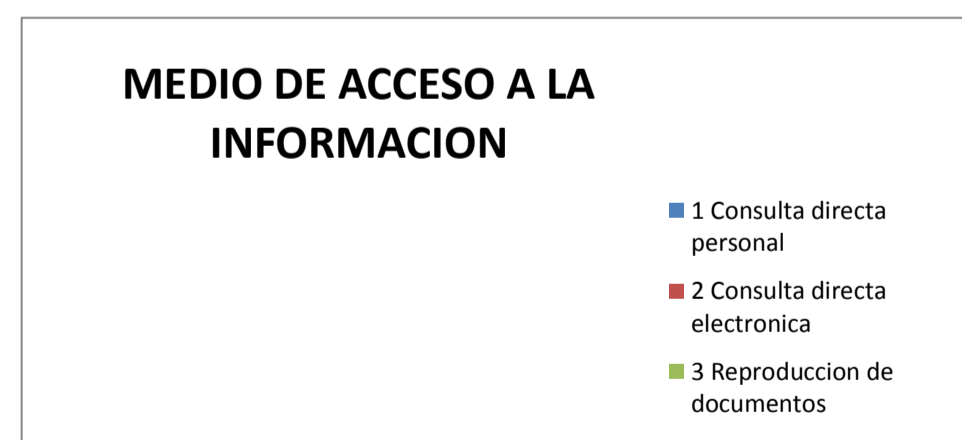 MEDIO DE ACCESO A LA
INFORMACION
1 Consulta directa
personal
2 Consulta directa
electronica
3 Reproduccion de
documentos